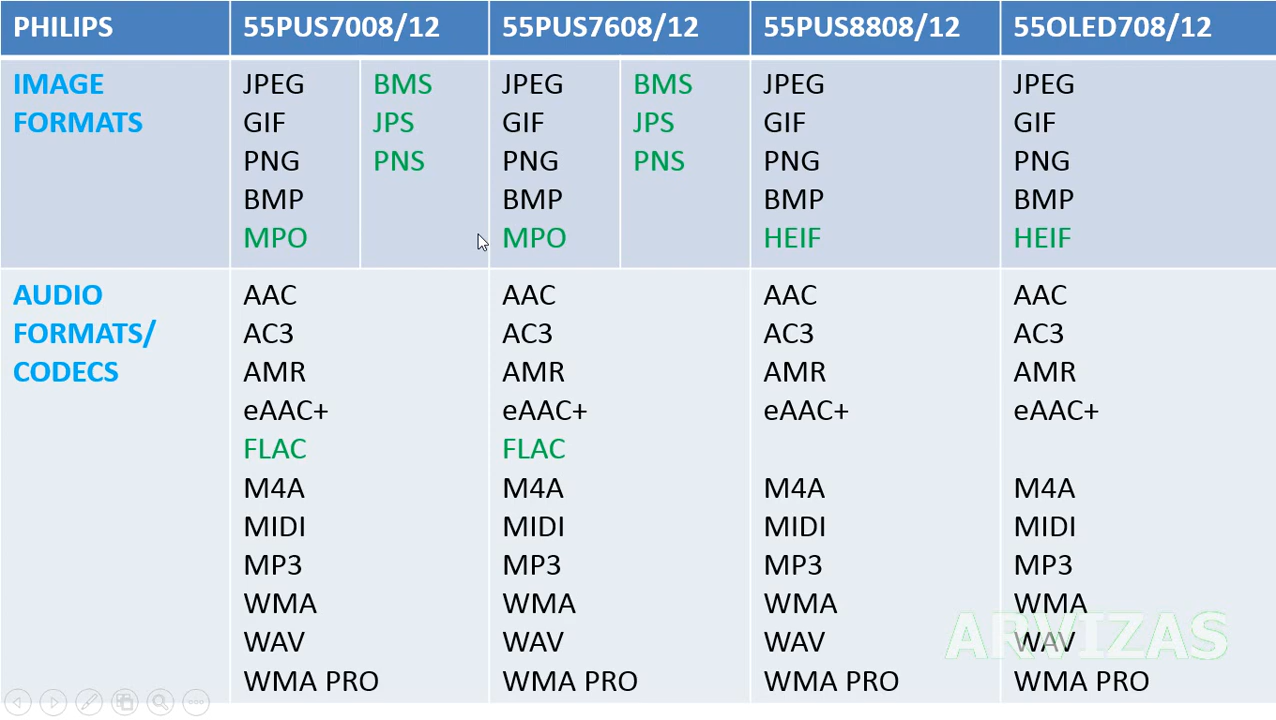 PHILIPS 55PUS7008/12 55PUS7608/12 55PUS8808/12 55OLED708/12
IMAGE JPEG BMS JPEG BMS JPEG JPEG
FORMATS GIF JPS GIF JPS GIF GIF
PNG PNS PNG PNS PNG PNG
BMP BMP BMP BMP
MPO MPO HEIF HEIF
AUDIO AAC AAC AAC AAC
FORMATS/ AC3 AC3 AC3 AC3
CODECS AMR AMR AMR AMR
eAAC+ eAAC+ eAAC+ eAAC+
FLAC FLAC
M4A M4A M4A M4A
MIDI MIDI MIDI MIDI
MP3 MP3 MP3 MP3
WMA WMA WMA WMA
WAV WAV WAV WAV
ARVIZAS
WMA PRO WMA PRO WMA PRO WMA PRO